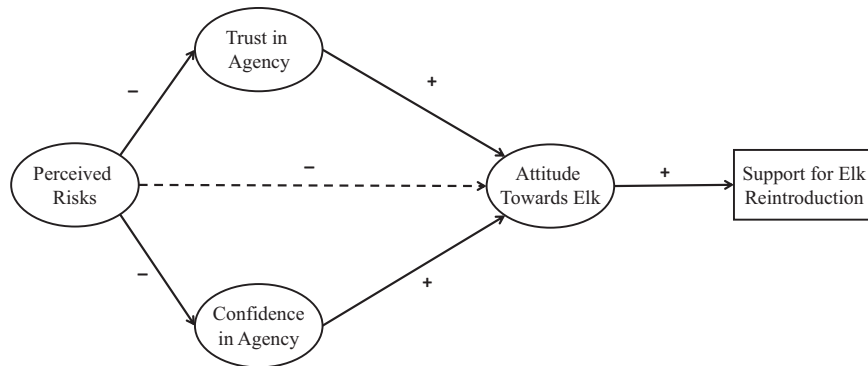 Trust in
Agency
–
+
Perceived
Risks
–
Attitude
Towards Elk
+
Support for Elk
Reintroduction
–
+
Confidence
in Agency